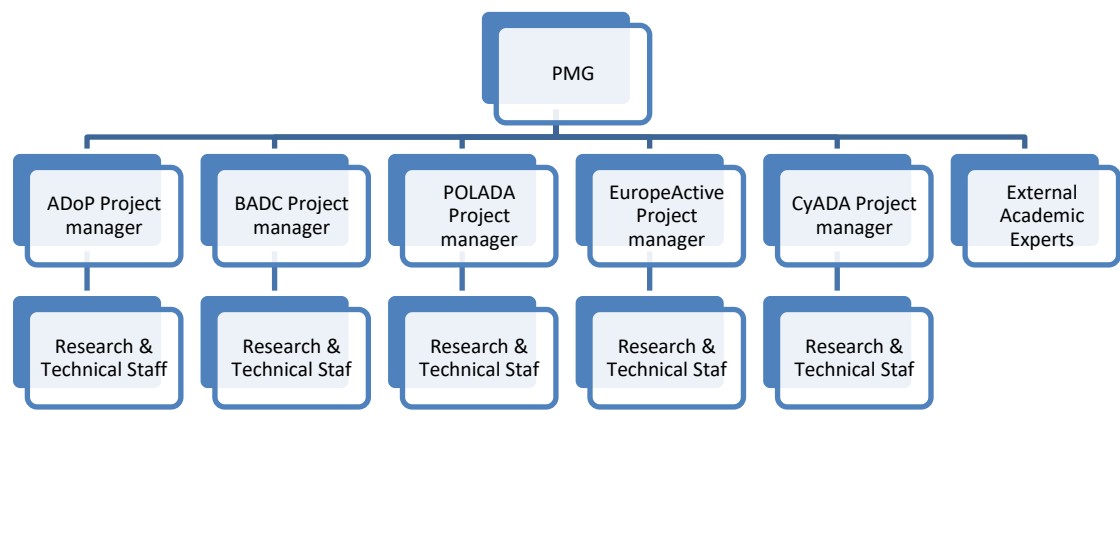 PMG
ADoP Project
manager
BADC Project
manager
POLADA
Project
manager
EuropeActive
Project
manager
CyADA Project
manager
External
Academic
Experts
Research &
Technical Staff
Research &
Technical Staf
Research &
Technical Staf
Research &
Technical Staf
Research &
Technical Staf